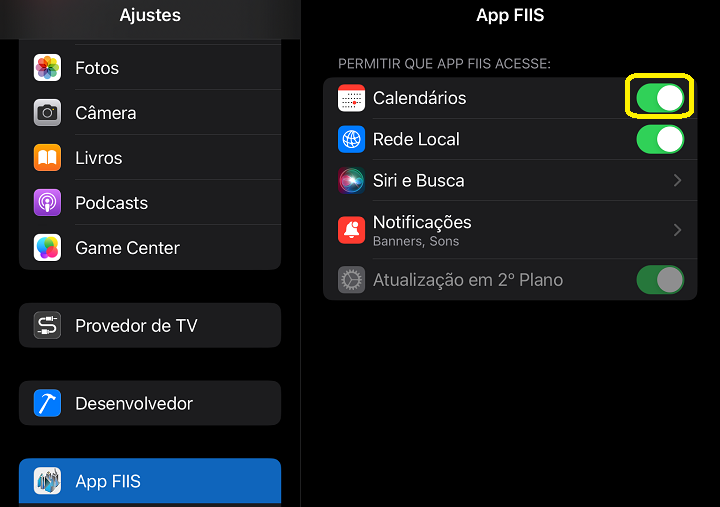 Ajustes
Fotos
Câmera
Livros
Podcasts
Game Center
Provedor de TV
Desenvolvedor
App FIIS
App FIIS
PERMITIR QUE APP FIIS ACESSE:
Calendários
Rede Local
Siri e Busca
Notificações
Banners, Sons
Atualização em 2º Plano